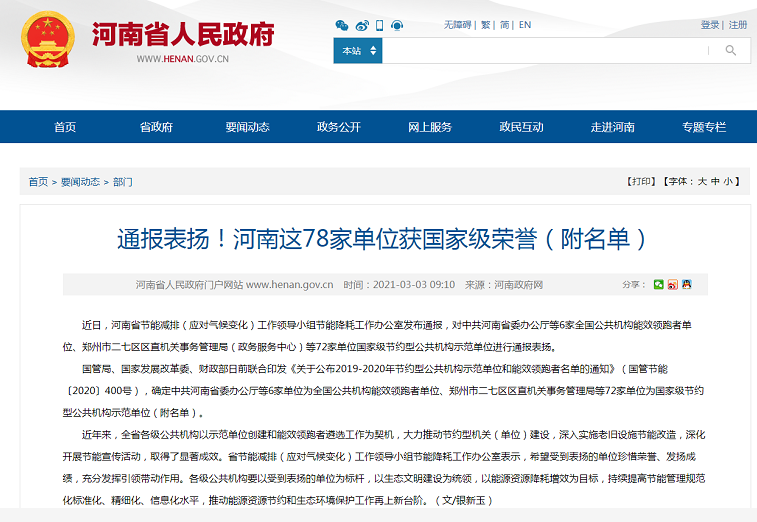 河南省人民政府
WWW.HENAN.GOV.CN
无障碍 | 繁 | 简 | EN
登录 | 注册
本站
首页 省政府 要闻动态 政务公开 网上服务 政民互动 走进河南 专题专栏
首页 > 要闻动态 > 部门
【打印】【字体：大 中 小】
通报表扬！河南这78家单位获国家级荣誉（附名单）
河南省人民政府门户网站 www.henan.gov.cn 时间：2021-03-03 09:10 来源：河南政府网
分享：
近日，河南省节能减排（应对气候变化）工作领导小组节能降耗工作办公室发布通报，对中共河南省委办公厅等6家全国公共机构能效领跑者单
位、郑州市二七区区直机关事务管理局（政务服务中心）等72家单位国家级节约型公共机构示范单位进行通报表扬。
国管局、国家发展改革委、财政部日前联合印发《关于公布2019-2020年节约型公共机构示范单位和能效领跑者名单的通知》（国管节能
〔2020〕400号），确定中共河南省委办公厅等6家单位为全国公共机构能效领跑者单位、郑州市二七区区直机关事务管理局等72家单位为国家级节约
型公共机构示范单位（附名单）。
近年来，全省各级公共机构以示范单位创建和能效领跑者遴选工作为契机，大力推动节约型机关（单位）建设，深入实施老旧设施节能改造，深化
开展节能宣传活动，取得了显著成效。省节能减排（应对气候变化）工作领导小组节能降耗工作办公室表示，希望受到表扬的单位珍惜荣誉、发扬成
绩，充分发挥引领带动作用。各级公共机构要以受到表扬的单位为标杆，以生态文明建设为统领，以能源资源降耗增效为目标，持续提高节能管理规范
化标准化、精细化、信息化水平，推动能源资源节约和生态环境保护工作再上新台阶。（文/银新玉）